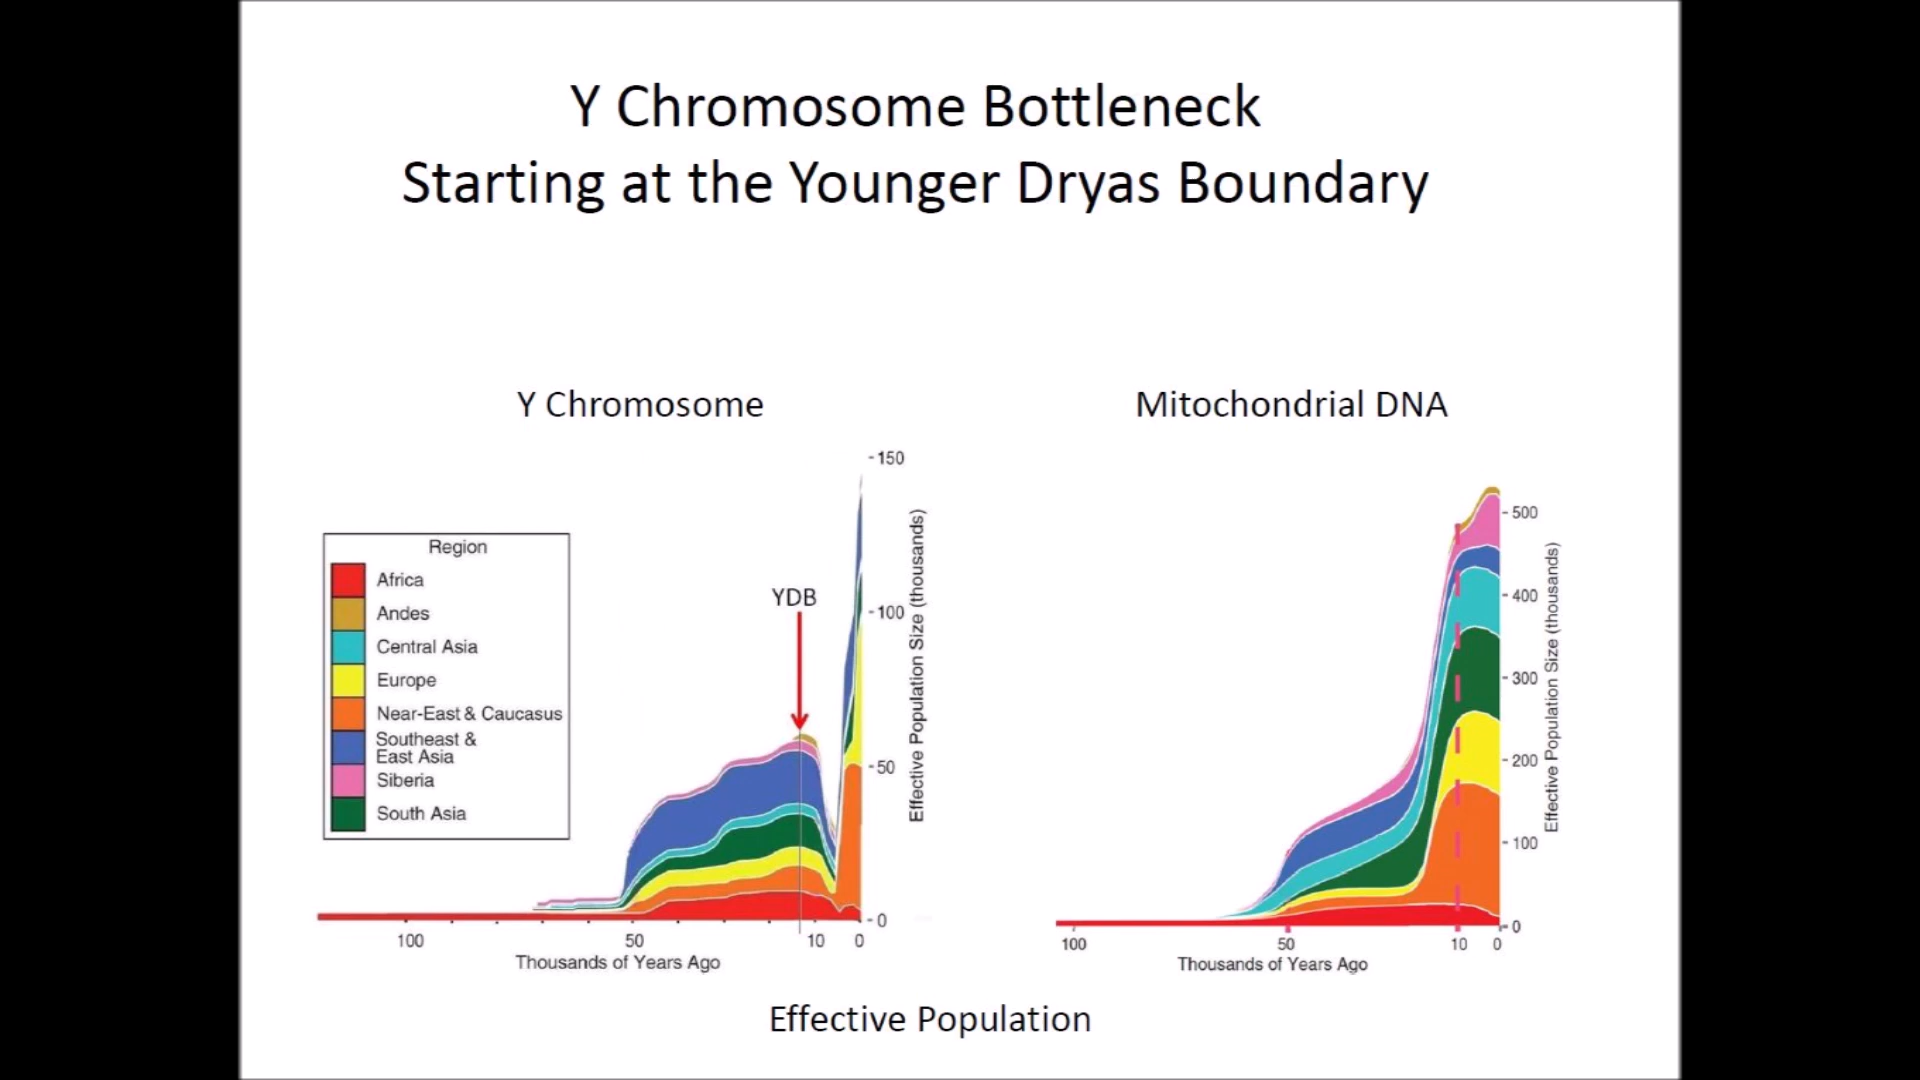 Y Chromosome Bottleneck
Starting at the Younger Dryas Boundary
Y Chromosome
Region
Africa
Andes
Central Asia
Europe
Near-East & Caucasus
Southeast &
East Asia
Siberia
South Asia
YDB
150
100
50
0
Effective Population Size (thousands)
100
50
10
0
Thousands of Years Ago
Mitochondrial DNA
500
400
300
200
100
0
Effective Population Size (thousands)
100
50
10
0
Thousands of Years Ago
Effective Population